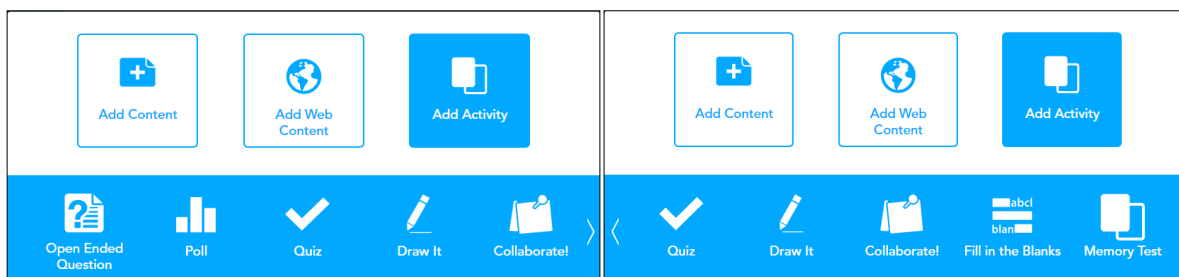 Add Content
Add Web
Content
Add Activity
Open Ended
Question
Poll
Quiz
Draw It
Collaborate!
Add Content
Add Web
Content
Add Activity
Quiz
Draw It
Collaborate!
abcl
blan
Fill in the Blanks
Memory Test